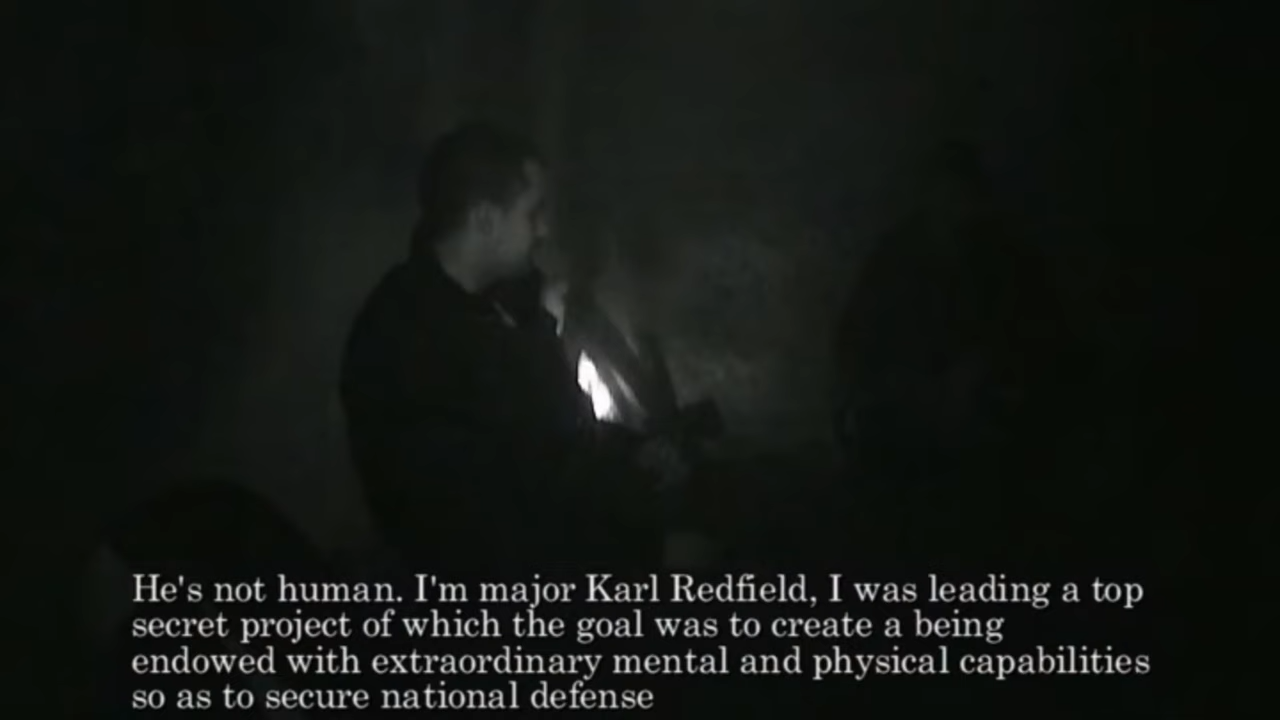 He's not human. I'm major Karl Redfield, I was leading a top
secret project of which the goal was to create a being
endowed with extraordinary mental and physical capabilities
so as to secure national defense